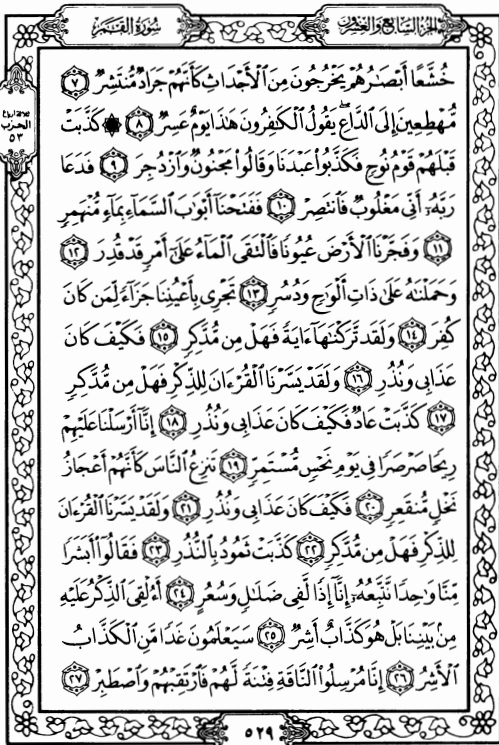 الجزء السابع والعشرون
سورة القمر
ثلاثة أرباع
الحزب
٥٣
خُشَّعًا أَبْصَٰرُهُمْ يَخْرُجُونَ مِنَ ٱلْأَجْدَاثِ كَأَنَّهُمْ جَرَادٌ مُّنتَشِرٌ ٧
مُّهْطِعِينَ إِلَى ٱلدَّاعِ ۖ يَقُولُ ٱلْكَٰفِرُونَ هَٰذَا يَوْمٌ عَسِرٌ ٨ ۞ كَذَّبَتْ
قَبْلَهُمْ قَوْمُ نُوحٍ فَكَذَّبُوا۟ عَبْدَنَا وَقَالُوا۟ مَجْنُونٌ وَٱزْدُجِرَ ٩ فَدَعَا
رَبَّهُۥٓ أَنِّى مَغْلُوبٌ فَٱنتَصِرْ ١٠ فَفَتَحْنَآ أَبْوَٰبَ ٱلسَّمَآءِ بِمَآءٍ مُّنْهَمِرٍ
١١ وَفَجَّرْنَا ٱلْأَرْضَ عُيُونًا فَٱلْتَقَى ٱلْمَآءُ عَلَىٰٓ أَمْرٍ قَدْ قُدِرَ ١٢
وَحَمَلْنَٰهُ عَلَىٰ ذَاتِ أَلْوَٰحٍ وَدُسُرٍ ١٣ تَجْرِى بِأَعْيُنِنَا جَزَآءً لِّمَن كَانَ
كُفِرَ ١٤ وَلَقَد تَّرَكْنَٰهَآ ءَايَةً فَهَلْ مِن مُّدَّكِرٍ ١٥ فَكَيْفَ كَانَ
عَذَابِى وَنُذُرِ ١٦ وَلَقَدْ يَسَّرْنَا ٱلْقُرْءَانَ لِلذِّكْرِ فَهَلْ مِن مُّدَّكِرٍ
١٧ كَذَّبَتْ عَادٌ فَكَيْفَ كَانَ عَذَابِى وَنُذُرِ ١٨ إِنَّآ أَرْسَلْنَا عَلَيْهِمْ
رِيحًا صَرْصَرًا فِى يَوْمِ نَحْسٍ مُّسْتَمِرٍّ ١٩ تَنزِعُ ٱلنَّاسَ كَأَنَّهُمْ أَعْجَازُ
نَخْلٍ مُّنقَعِرٍ ٢٠ فَكَيْفَ كَانَ عَذَابِى وَنُذُرِ ٢١ وَلَقَدْ يَسَّرْنَا ٱلْقُرْءَانَ
لِلذِّكْرِ فَهَلْ مِن مُّدَّكِرٍ ٢٢ كَذَّبَتْ ثَمُودُ بِٱلنُّذُرِ ٢٣ فَقَالُوٓا۟ أَبَشَرًا
مِّنَّا وَٰحِدًا نَّتَّبِعُهُۥٓ إِنَّآ إِذًا لَّفِى ضَلَٰلٍ وَسُعُرٍ ٢٤ أَءُلْقِىَ ٱلذِّكْرُ عَلَيْهِ
مِنۢ بَيْنِنَا بَلْ هُوَ كَذَّابٌ أَشِرٌ ٢٥ سَيَعْلَمُونَ غَدًا مَّنِ ٱلْكَذَّابُ
ٱلْأَشِرُ ٢٦ إِنَّا مُرْسِلُوا۟ ٱلنَّاقَةِ فِتْنَةً لَّهُمْ فَٱرْتَقِبْهُمْ وَٱصْطَبِرْ ٢٧
٥٢٩